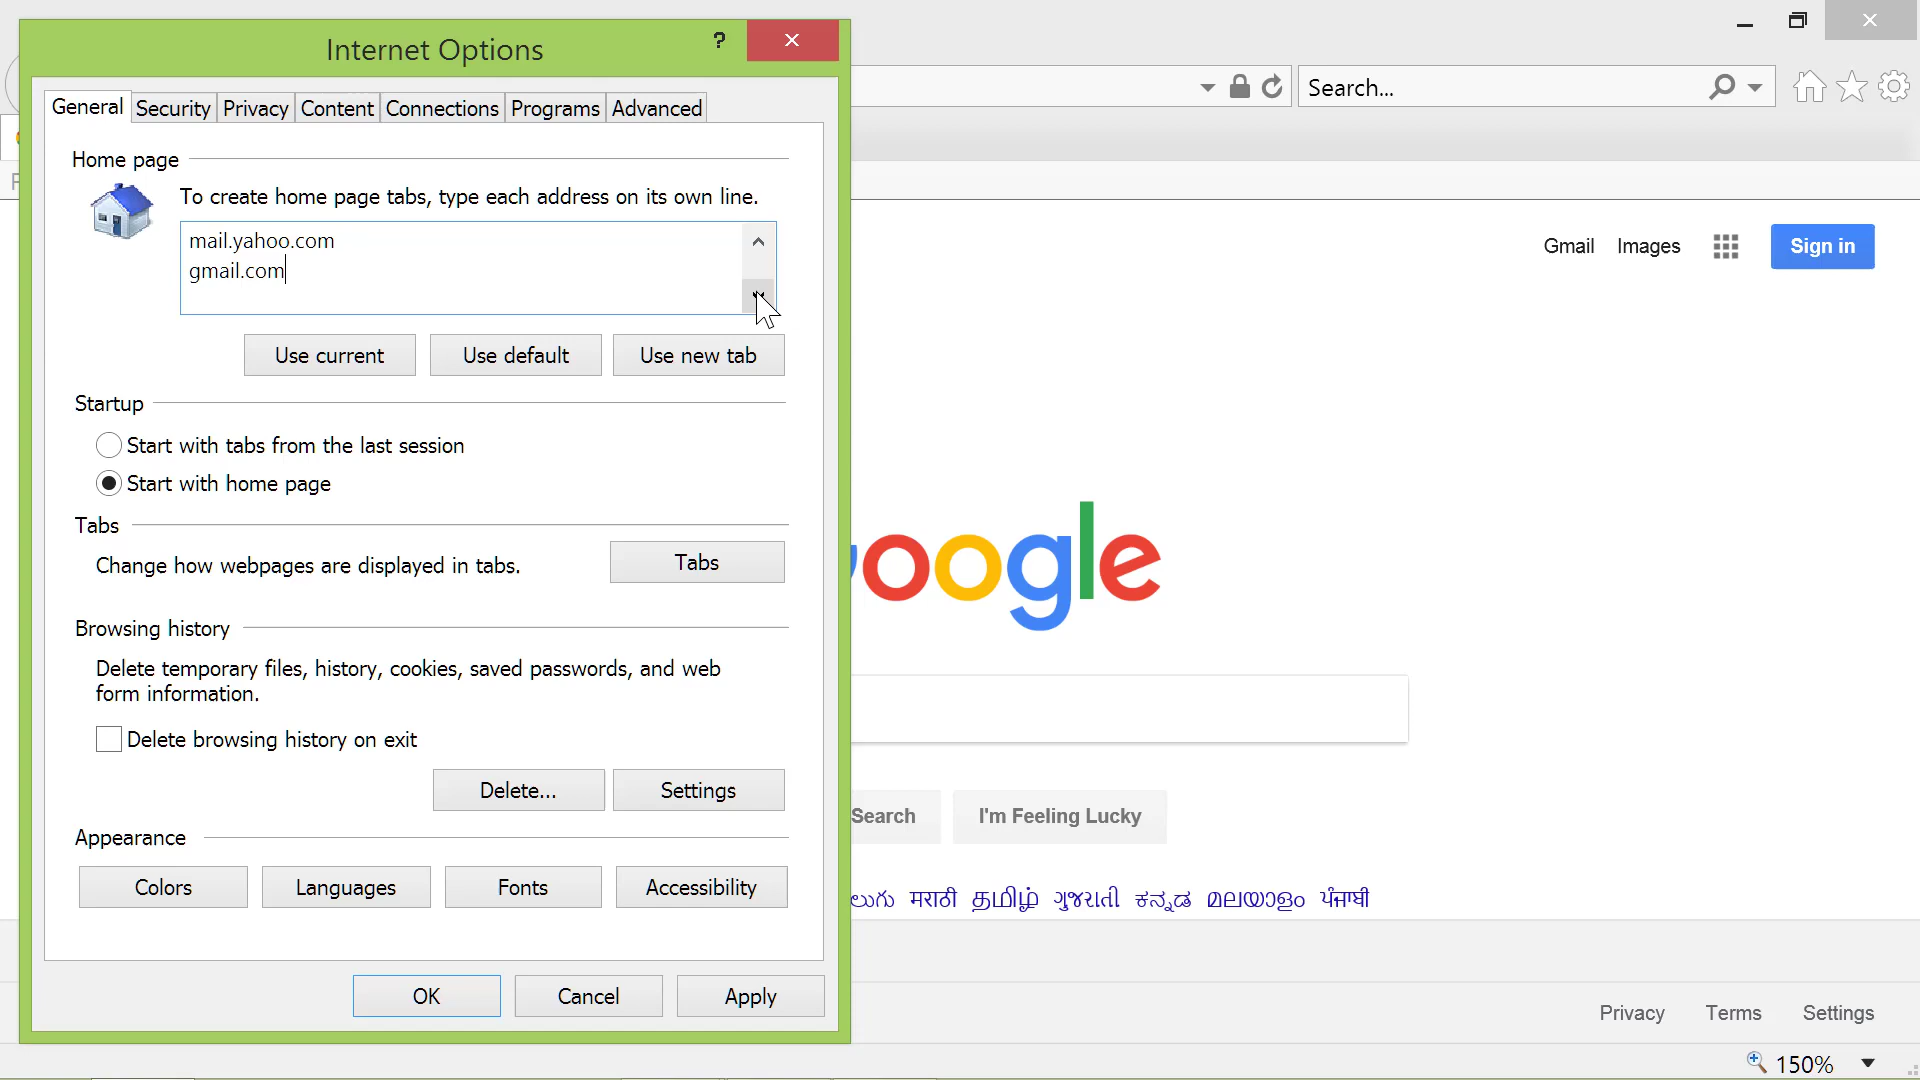 Internet Options
?
General Security Privacy Content Connections Programs Advanced
Search...
Home page
To create home page tabs, type each address on its own line.
mail.yahoo.com
gmail.com
Gmail Images Sign in
Use current Use default Use new tab
Startup
Start with tabs from the last session
Start with home page
Tabs
Change how webpages are displayed in tabs.
Tabs
oogle
Browsing history
Delete temporary files, history, cookies, saved passwords, and web
form information.
Delete browsing history on exit
Delete... Settings
Search I'm Feeling Lucky
Appearance
Colors Languages Fonts Accessibility
मराठी தமிழ் ગુજરાતી ಕನ್ನಡ മലയാളം ਪੰਜਾਬੀ
OK Cancel Apply
Privacy Terms Settings
150%